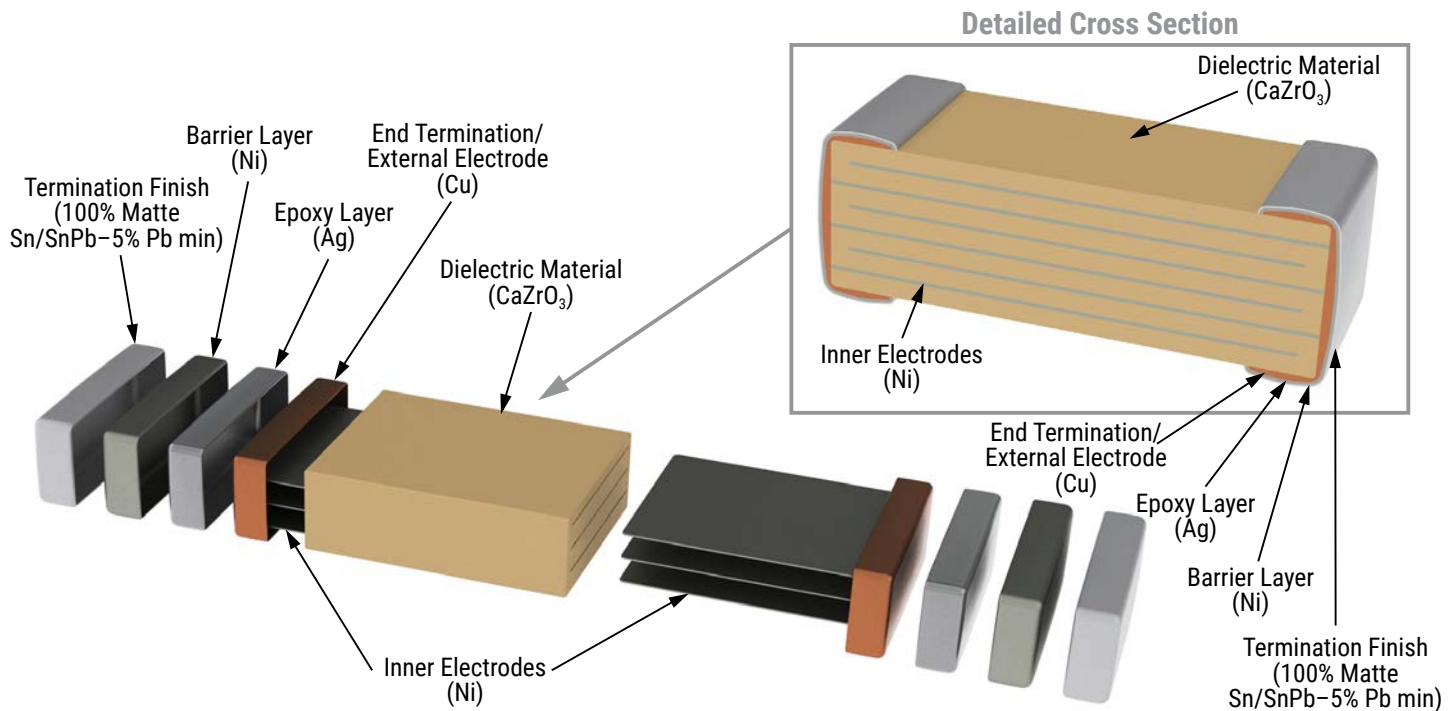 Detailed Cross Section
Dielectric Material
(CaZrO₃)
Inner Electrodes
(Ni)
End Termination/
External Electrode
(Cu)
Epoxy Layer
(Ag)
Barrier Layer
(Ni)
Termination Finish
(100% Matte
Sn/SnPb–5% Pb min)
Termination Finish
(100% Matte
Sn/SnPb–5% Pb min)
Barrier Layer
(Ni)
Epoxy Layer
(Ag)
End Termination/
External Electrode
(Cu)
Dielectric Material
(CaZrO₃)
Inner Electrodes
(Ni)